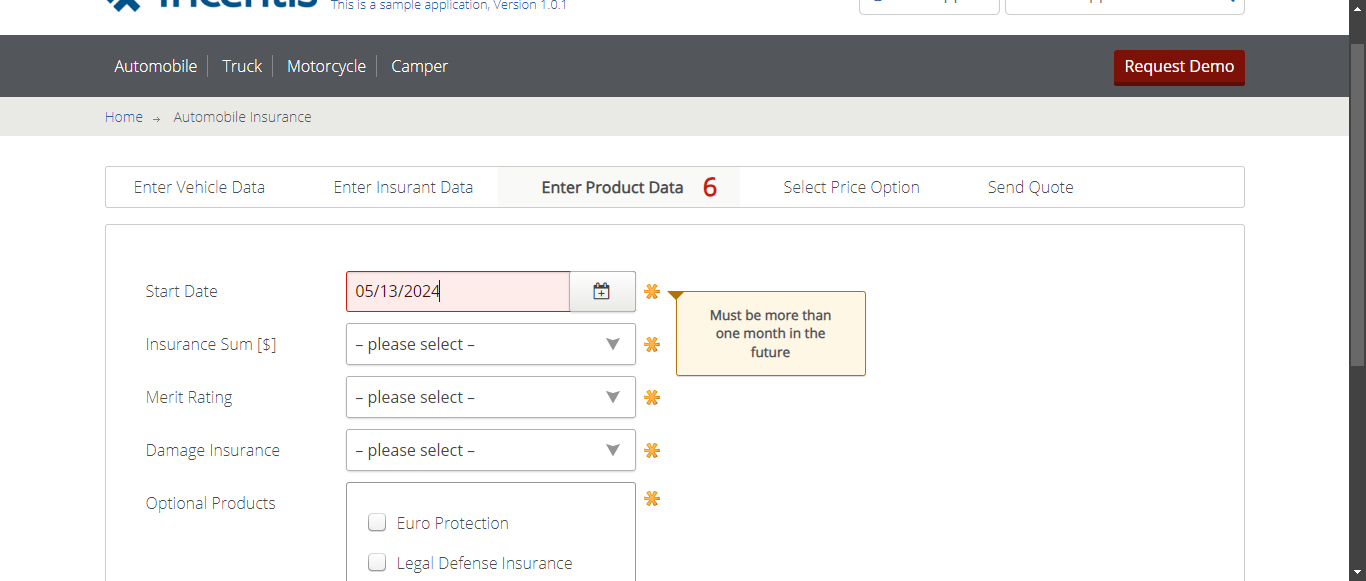 This is a sample application, Version 1.0.1
Automobile Truck Motorcycle Camper Request Demo
Home → Automobile Insurance
Enter Vehicle Data Enter Insurant Data Enter Product Data 6 Select Price Option Send Quote
Start Date 05/13/2024
Must be more than
one month in the
future
Insurance Sum [$] – please select –
Merit Rating – please select –
Damage Insurance – please select –
Optional Products
Euro Protection
Legal Defense Insurance